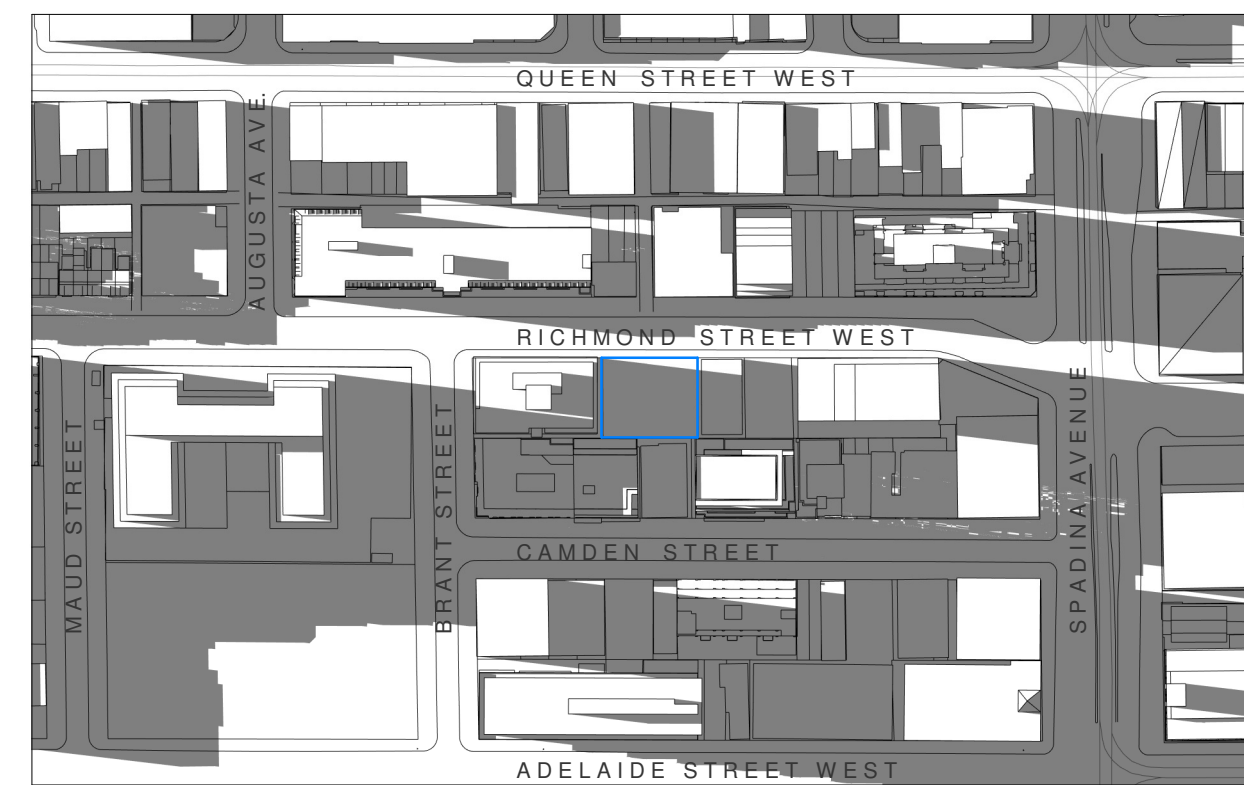 QUEEN STREET WEST
AUGUSTA AVE.
RICHMOND STREET WEST
MAUD STREET
BRANT STREET
SPADINA AVENUE
CAMDEN STREET
ADELAIDE STREET WEST